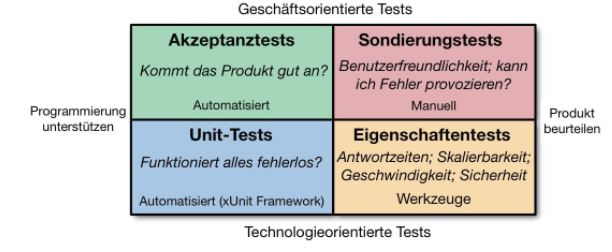 Geschäftsorientierte Tests
Akzeptanztests
Kommt das Produkt gut an?
Automatisiert
Sondierungstests
Benutzerfreundlichkeit; kann
ich Fehler provozieren?
Manuell
Programmierung
unterstützen
Produkt
beurteilen
Unit-Tests
Funktioniert alles fehlerlos?
Automatisiert (xUnit Framework)
Eigenschaftentests
Antwortzeiten; Skalierbarkeit;
Geschwindigkeit; Sicherheit
Werkzeuge
Technologieorientierte Tests